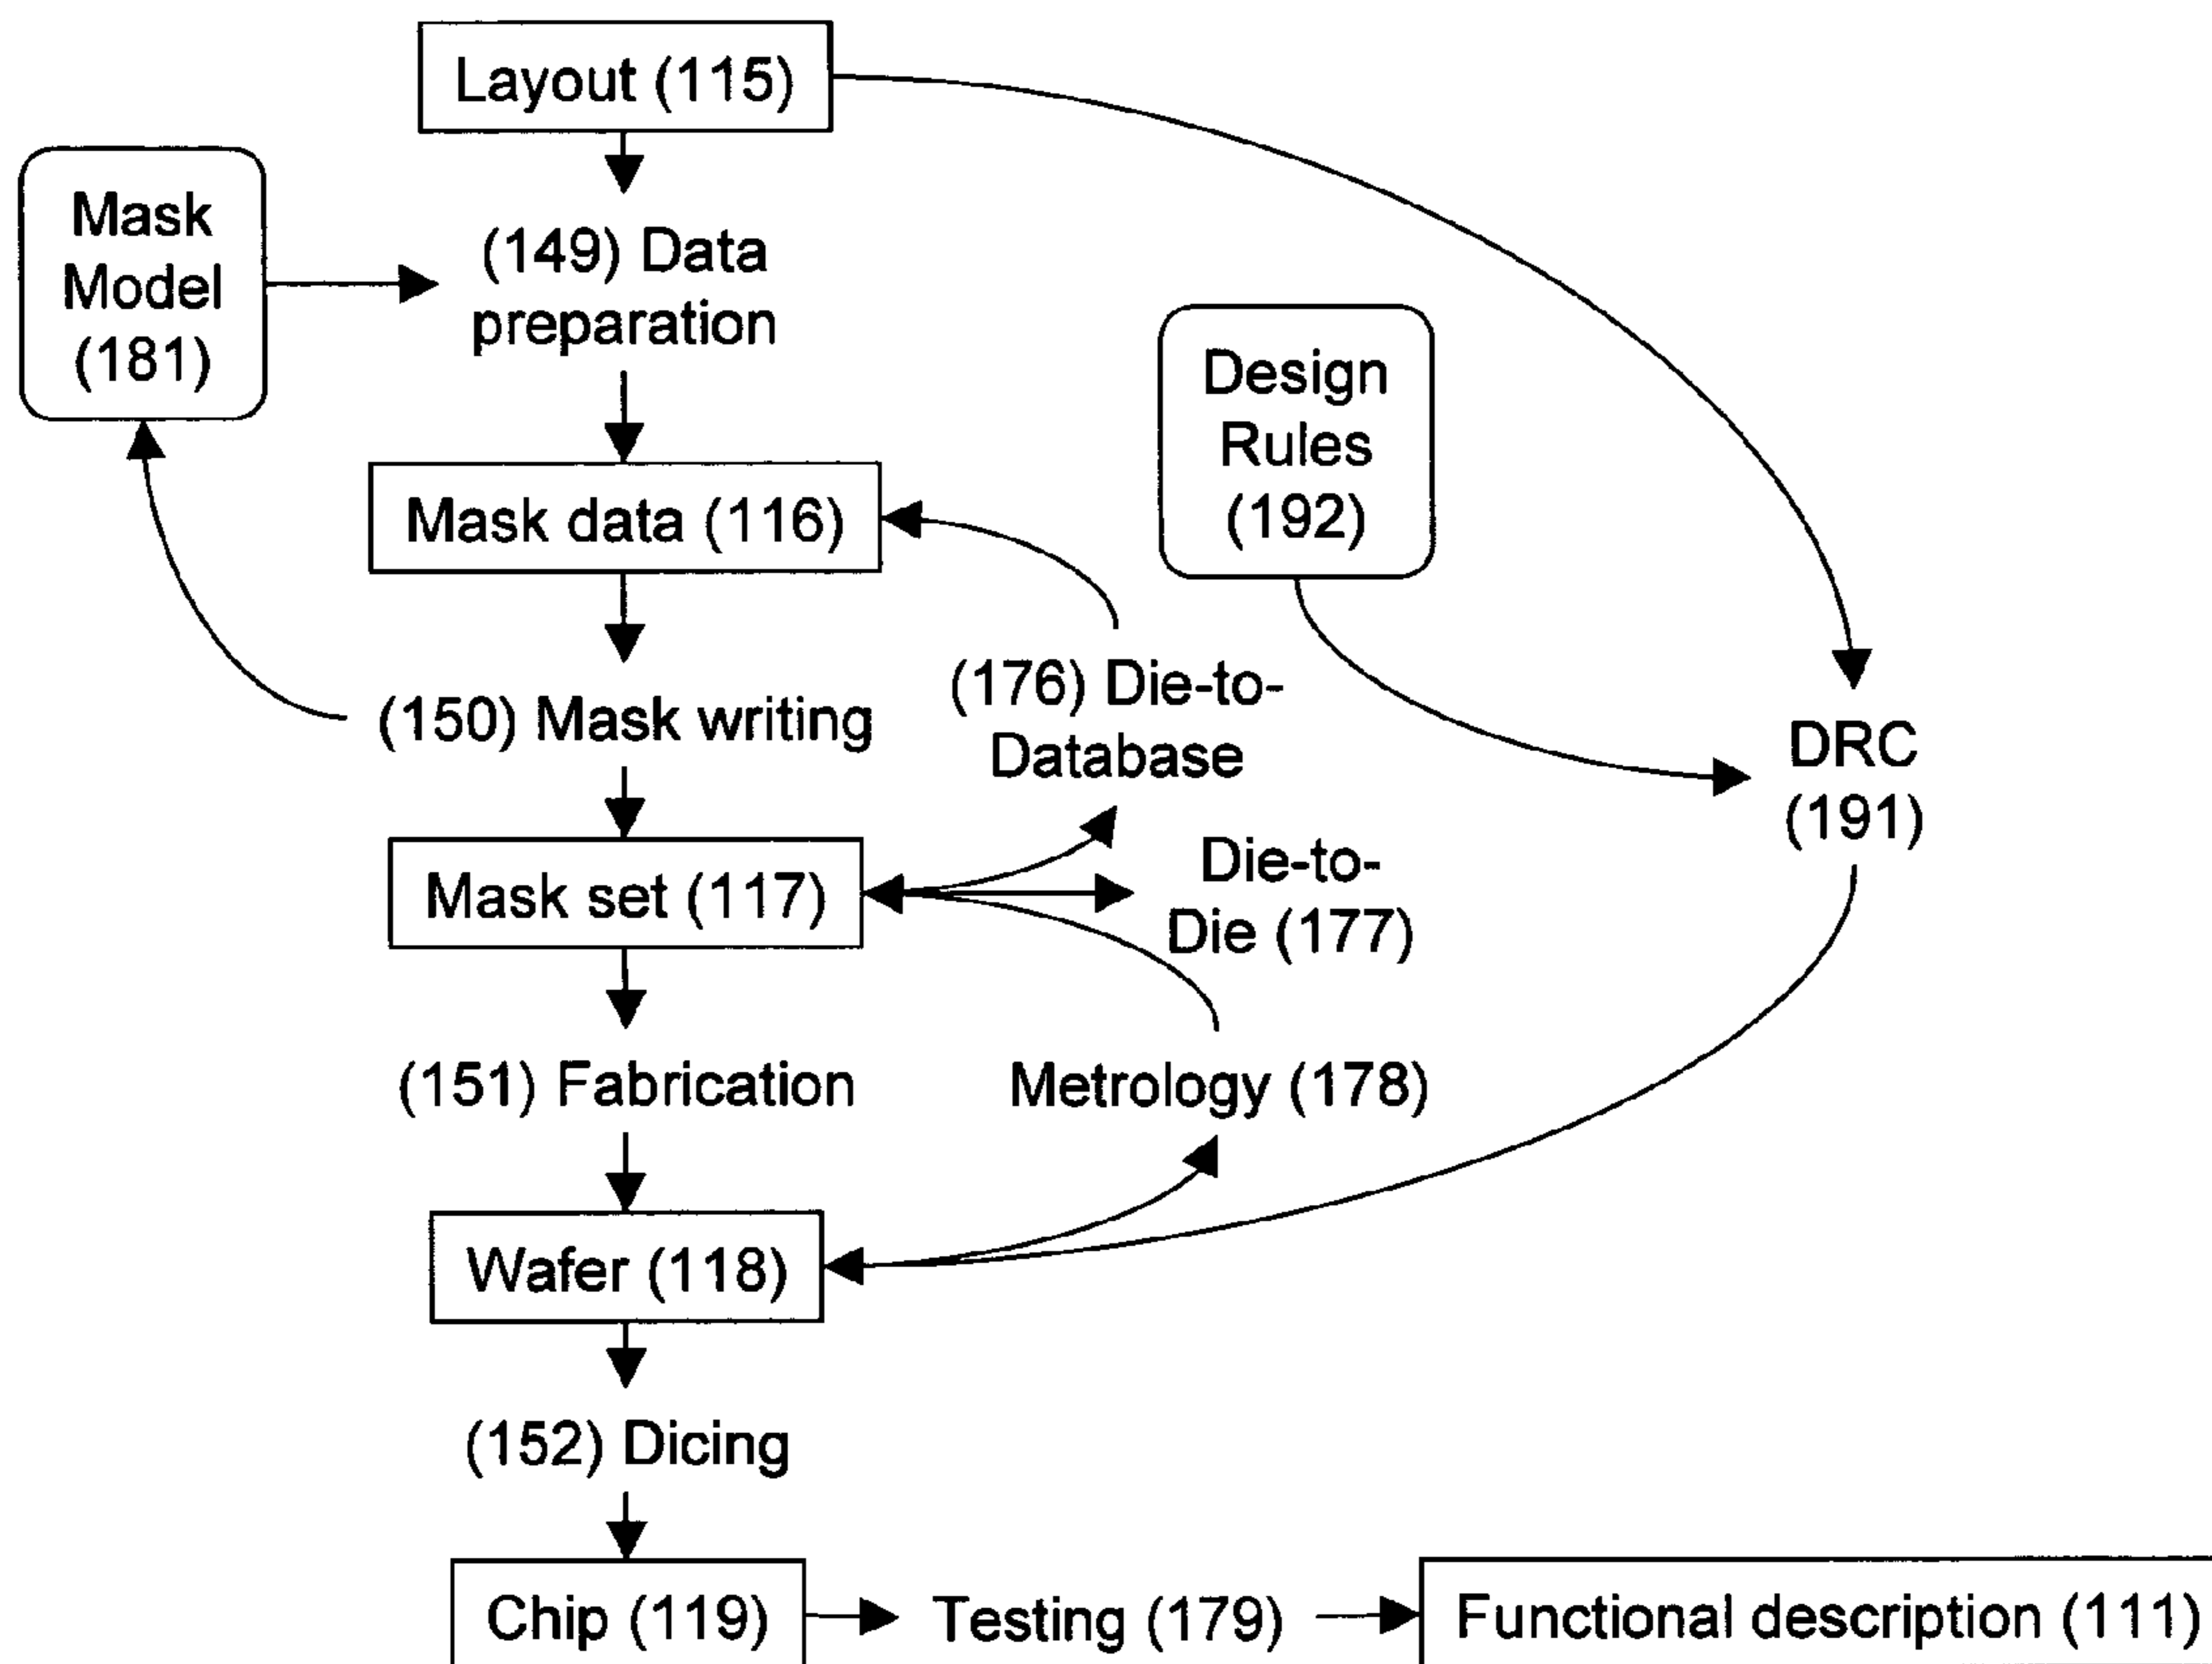 Layout (115)
Mask
Model
(181)
(149) Data
preparation
Design
Rules
(192)
Mask data (116)
(150) Mask writing
(176) Die-to-
Database
DRC
(191)
Mask set (117)
Die-to-
Die (177)
(151) Fabrication
Metrology (178)
Wafer (118)
(152) Dicing
Chip (119)
Testing (179)
Functional description (111)